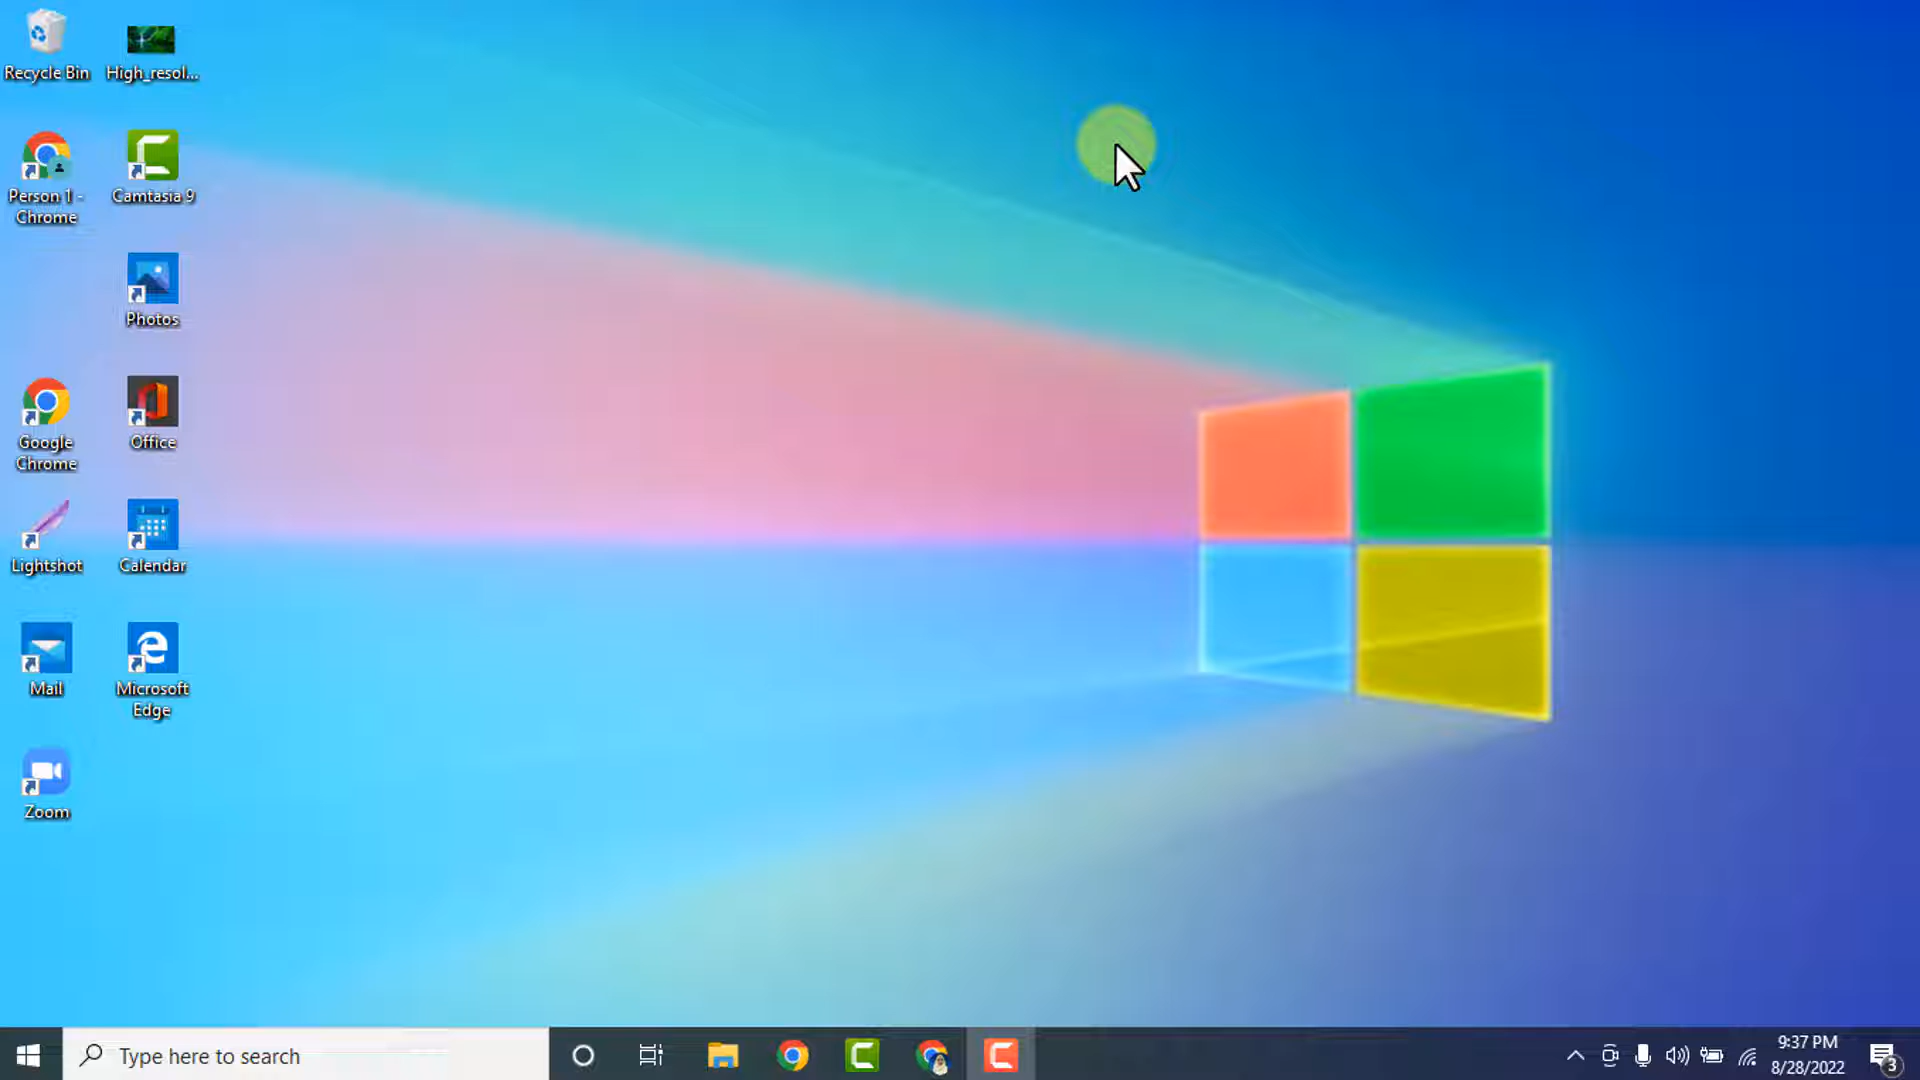 Recycle Bin
High_resol...
Person 1 -
Chrome
Camtasia 9
Photos
Google
Chrome
Office
Lightshot
Calendar
Mail
Microsoft
Edge
Zoom
Type here to search
9:37 PM
8/28/2022
3